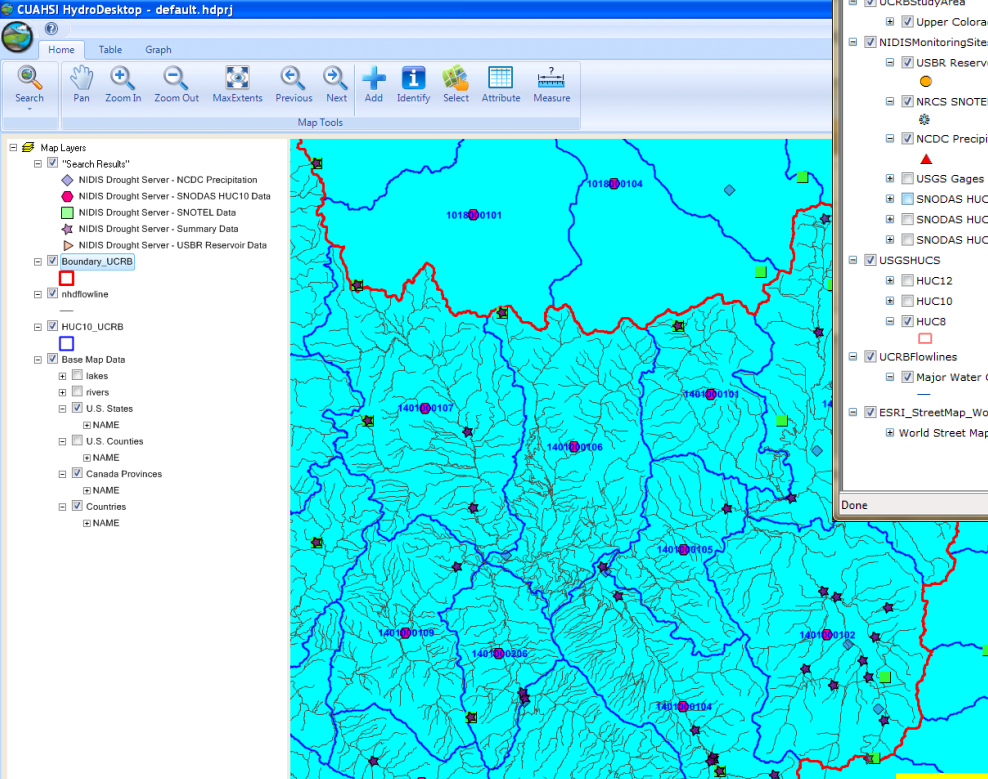 CUAHSI HydroDesktop - default.hdprj
Home Table Graph
Search Pan Zoom In Zoom Out MaxExtents Previous Next Add Identify Select Attribute Measure
Map Tools
Map Layers
"Search Results"
NIDIS Drought Server - NCDC Precipitation
NIDIS Drought Server - SNODAS HUC10 Data
NIDIS Drought Server - SNOTEL Data
NIDIS Drought Server - Summary Data
NIDIS Drought Server - USBR Reservoir Data
Boundary_UCRB
nhdflowline
HUC10_UCRB
Base Map Data
lakes
rivers
U.S. States
NAME
U.S. Counties
NAME
Canada Provinces
NAME
Countries
NAME
1018000104
1018000101
1401000101
1401000107
1401000106
1401000105
1401000109
1401000102
1401000206
1401000104
UCRBStudyArea
Upper Colora
NIDISMonitoringSite
USBR Reserv
NRCS SNOTEL
NCDC Precipi
USGS Gages
SNODAS HUC
SNODAS HUC
SNODAS HUC
USGSHUCS
HUC12
HUC10
HUC8
UCRBFlowlines
Major Water
ESRI_StreetMap_Wo
World Street Map
Done